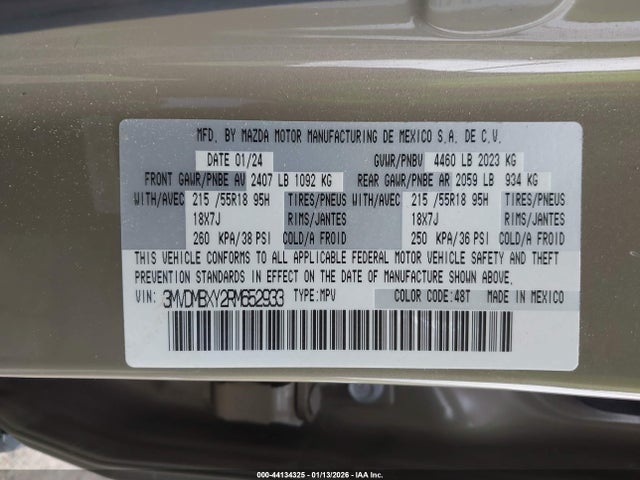 MFD. BY MAZDA MOTOR MANUFACTURING DE MEXICO S.A. DE C.V.
DATE 01/24 GVWR/PNBV 4460 LB 2023 KG
FRONT GAWR/PNBE AV 2407 LB 1092 KG REAR GAWR/PNBE AR 2059 LB 934 KG
WITH/AVEC 215 /55R18 95H TIRES/PNEUS WITH/AVEC 215 /55R18 95H TIRES/PNEUS
18X7J RIMS/JANTES 18X7J RIMS/JANTES
260 KPA/38 PSI COLD/A FROID 250 KPA/36 PSI COLD/A FROID
THIS VEHICLE CONFORMS TO ALL APPLICABLE FEDERAL MOTOR VEHICLE SAFETY AND THEFT
PREVENTION STANDARDS IN EFFECT ON THE DATE OF MANUFACTURE SHOWN ABOVE.
VIN: 3MVDMBXY2RM652933 TYPE:MPV COLOR CODE:48T MADE IN MEXICO
000-44134325 - 01/13/2026 - IAA Inc.